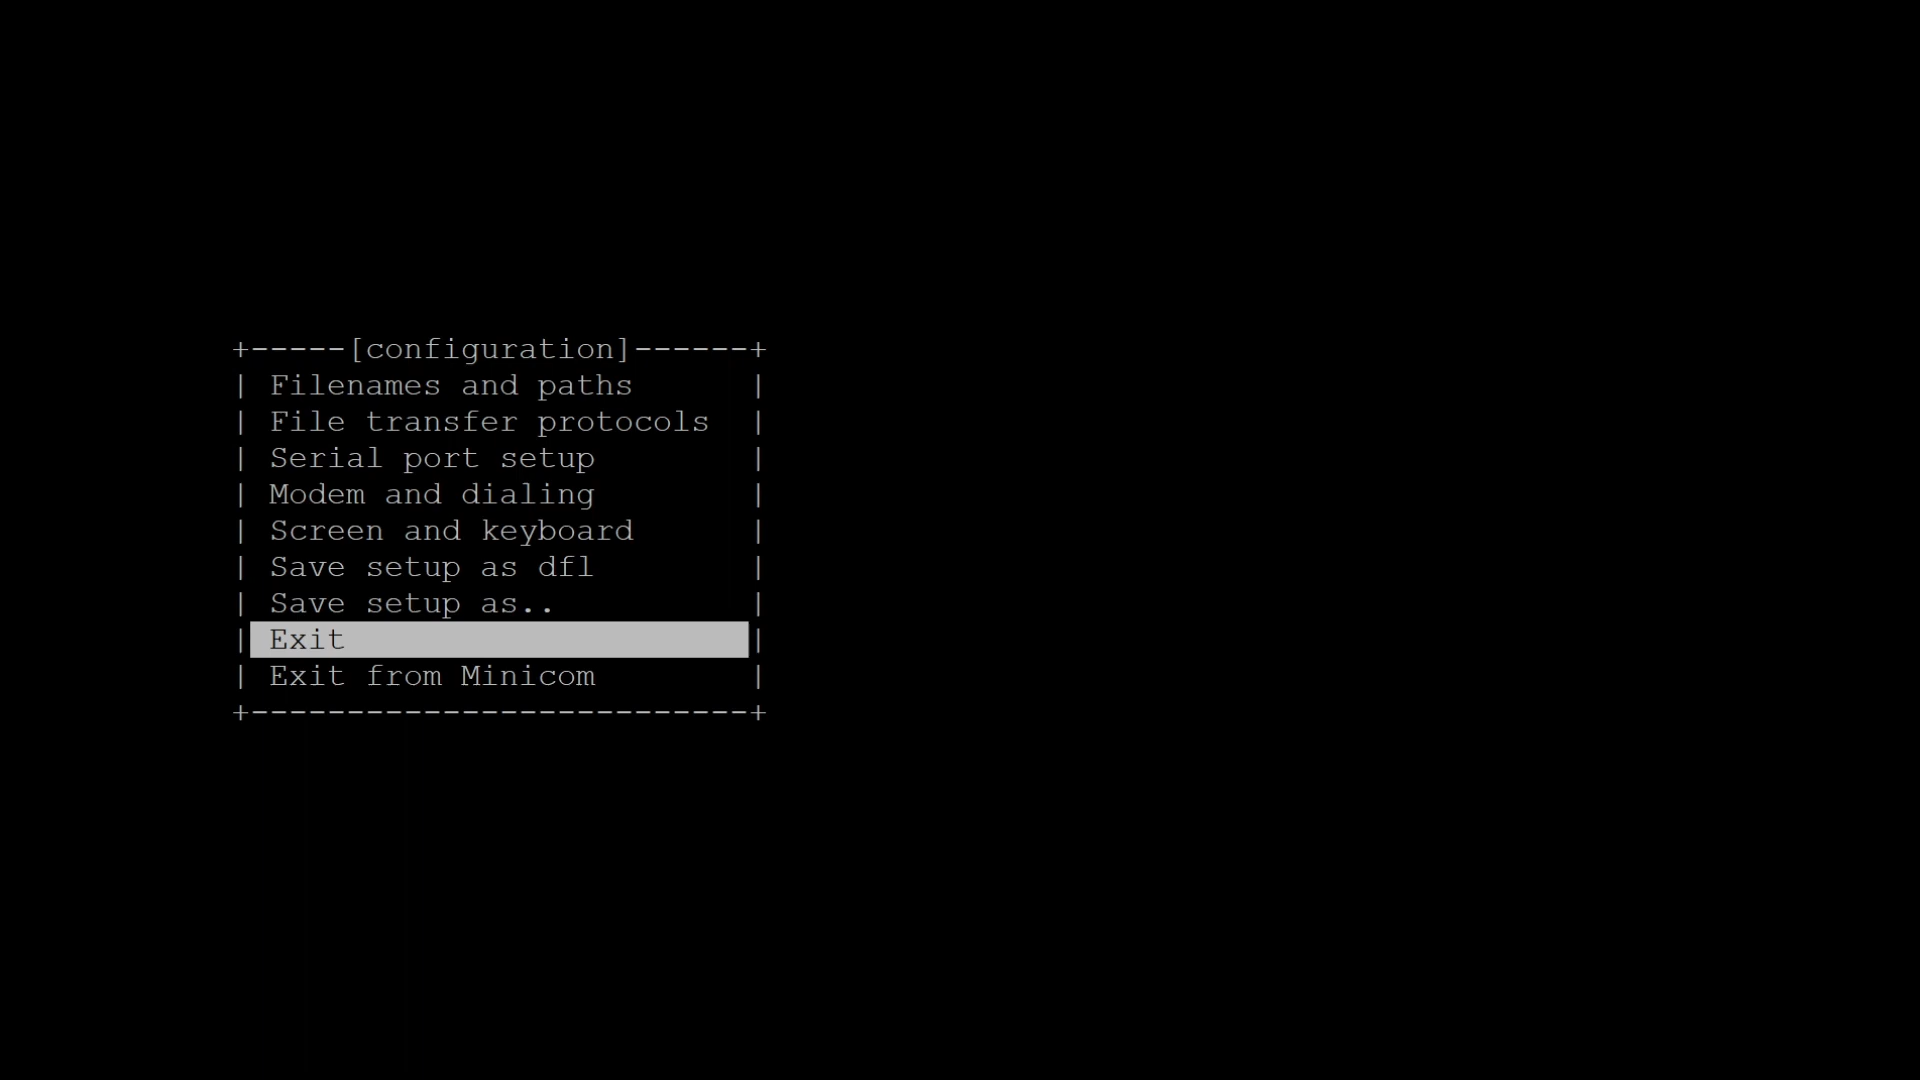 +-----[configuration]------+
| Filenames and paths      |
| File transfer protocols  |
| Serial port setup        |
| Modem and dialing        |
| Screen and keyboard      |
| Save setup as dfl        |
| Save setup as..          |
| Exit                     |
| Exit from Minicom        |
+--------------------------+